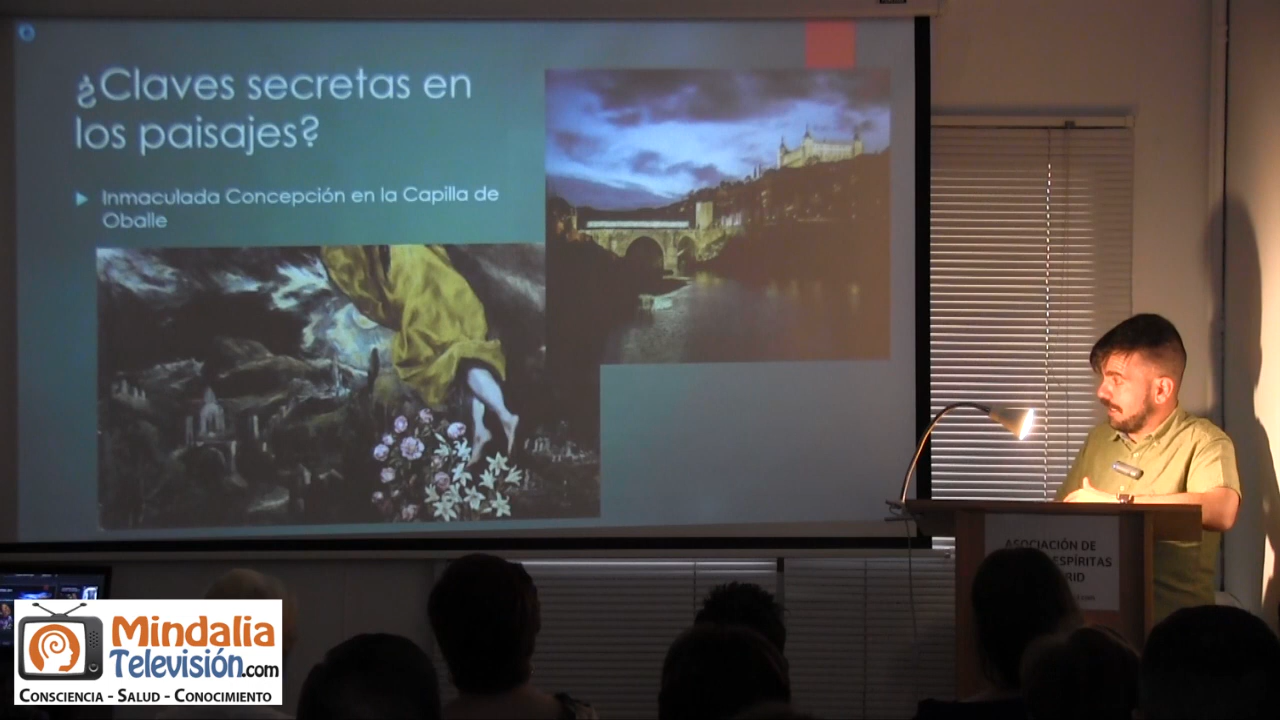 ¿Claves secretas en
los paisajes?
Inmaculada Concepción en la Capilla de
Oballe
ASOCIACIÓN DE
ESPÍRITAS
Mindalia
Televisión.com
CONSCIENCIA - SALUD - CONOCIMIENTO